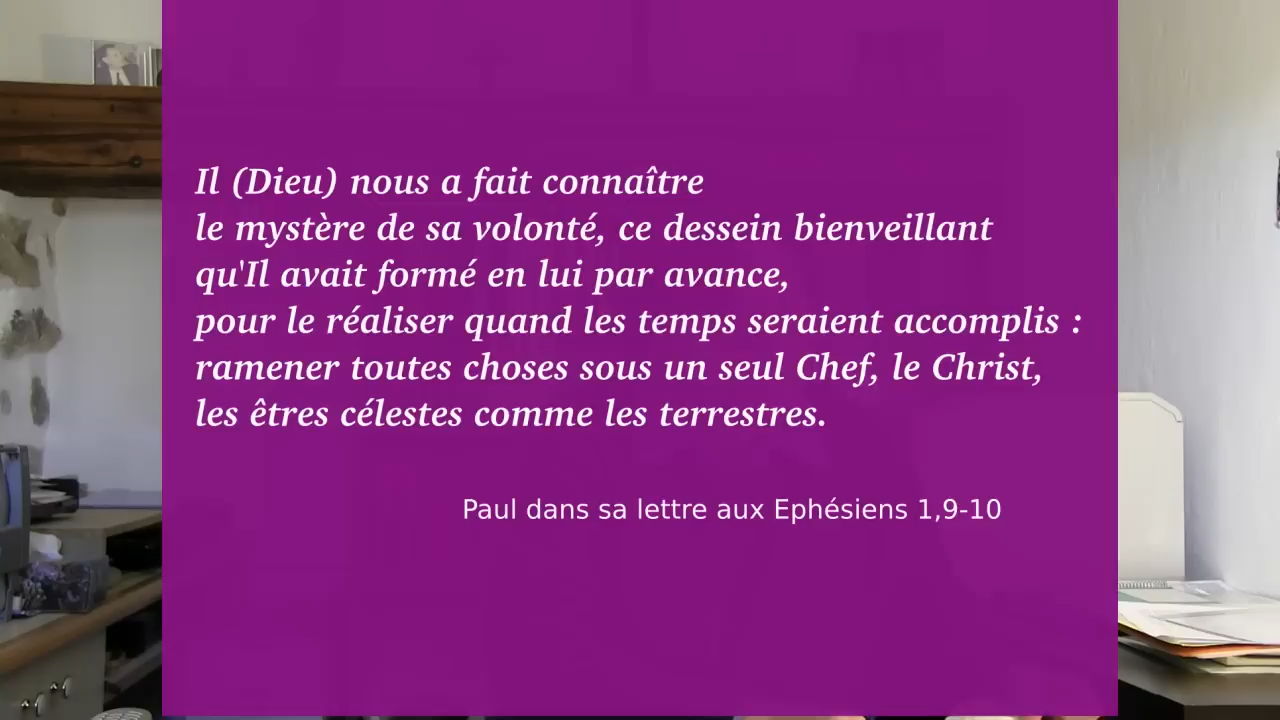 Il (Dieu) nous a fait connaître
le mystère de sa volonté, ce dessein bienveillant
qu'Il avait formé en lui par avance,
pour le réaliser quand les temps seraient accomplis :
ramener toutes choses sous un seul Chef, le Christ,
les êtres célestes comme les terrestres.
Paul dans sa lettre aux Ephésiens 1,9-10